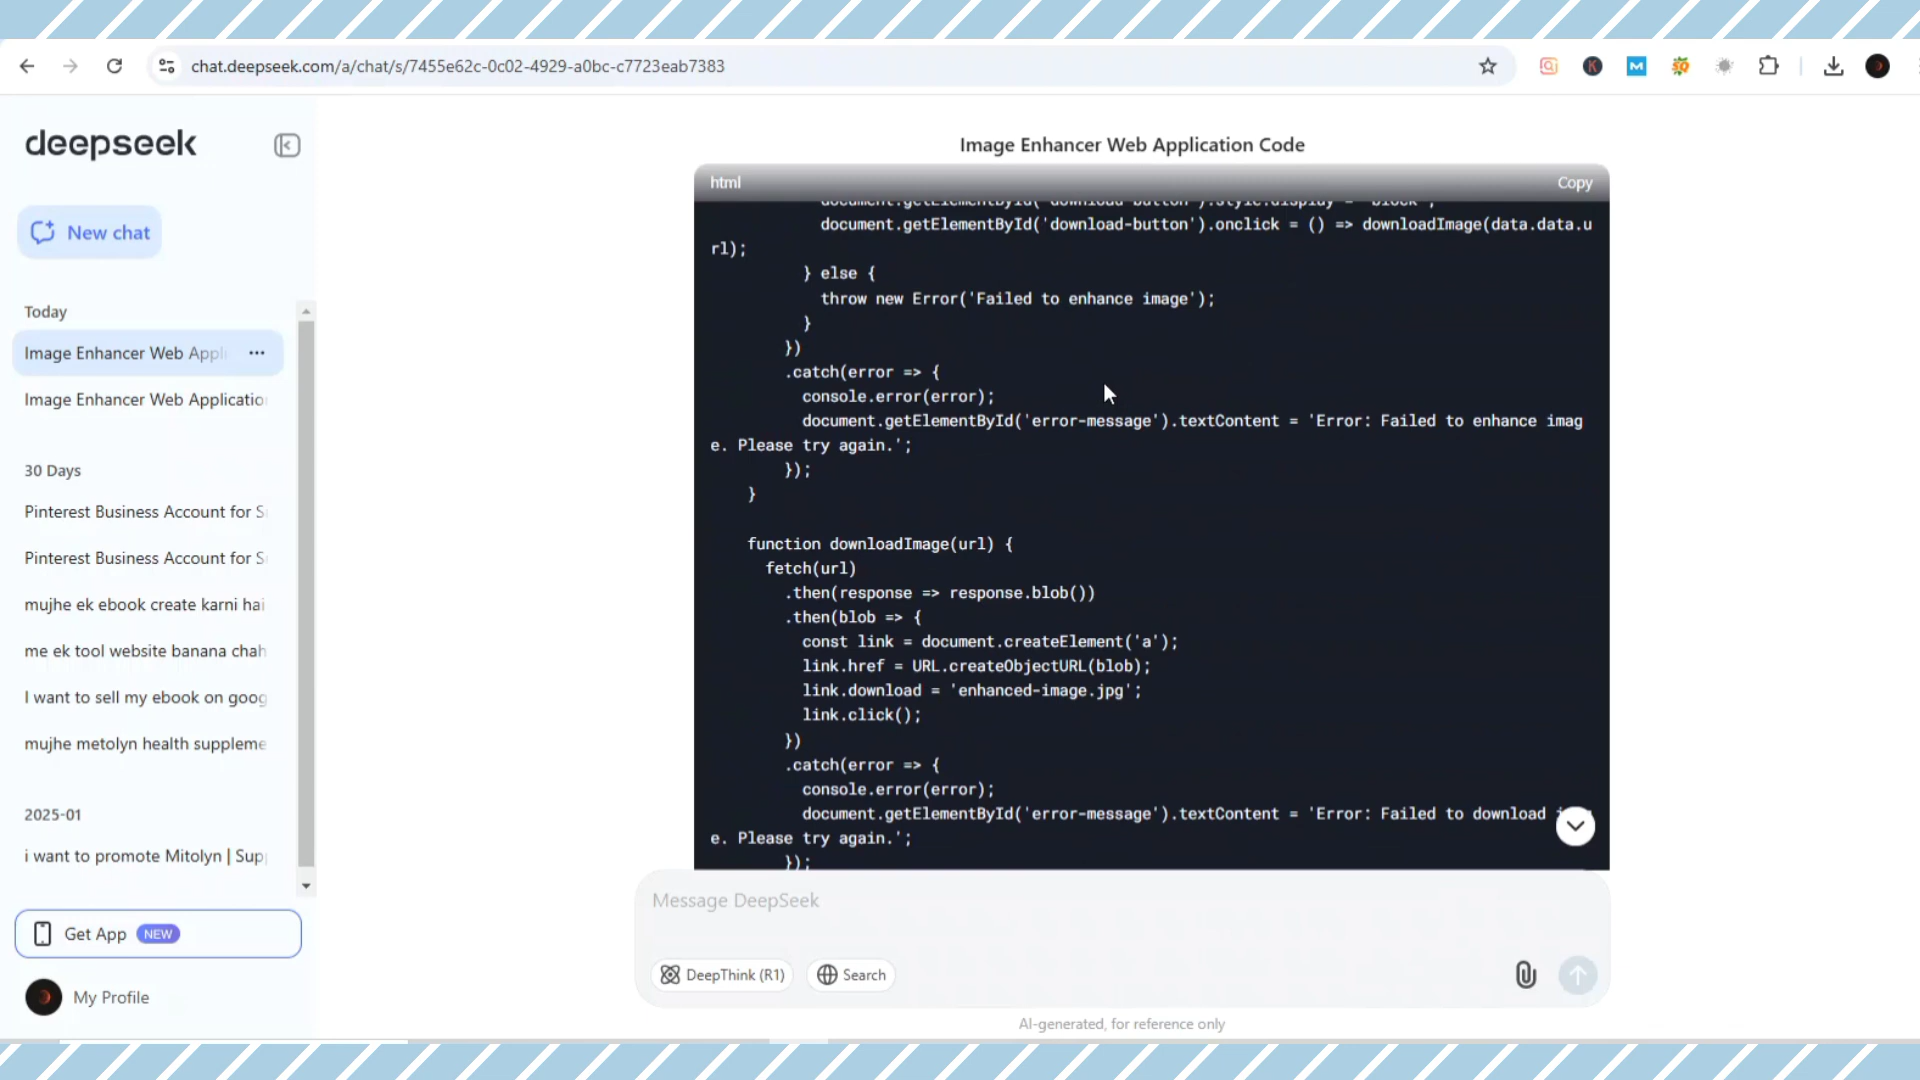 chat.deepseek.com/a/chat/s/7455e62c-0c02-4929-a0bc-c7723eab7383
deepseek
New chat
Today
Image Enhancer Web Appli
Image Enhancer Web Applicatio
30 Days
Pinterest Business Account for S
Pinterest Business Account for S
mujhe ek ebook create karni hai
me ek tool website banana chah
I want to sell my ebook on goog
mujhe metolyn health suppleme
2025-01
i want to promote Mitolyn | Sup
Get App NEW
My Profile
Image Enhancer Web Application Code
html Copy
document.getElementById('download-button').style.display = 'block';
document.getElementById('download-button').onclick = () => downloadImage(data.data.u
rl);
} else {
throw new Error('Failed to enhance image');
}
})
.catch(error => {
console.error(error);
document.getElementById('error-message').textContent = 'Error: Failed to enhance imag
e. Please try again.';
});
}
function downloadImage(url) {
fetch(url)
.then(response => response.blob())
.then(blob => {
const link = document.createElement('a');
link.href = URL.createObjectURL(blob);
link.download = 'enhanced-image.jpg';
link.click();
})
.catch(error => {
console.error(error);
document.getElementById('error-message').textContent = 'Error: Failed to download
e. Please try again.';
});
Message DeepSeek
DeepThink (R1) Search
AI-generated, for reference only